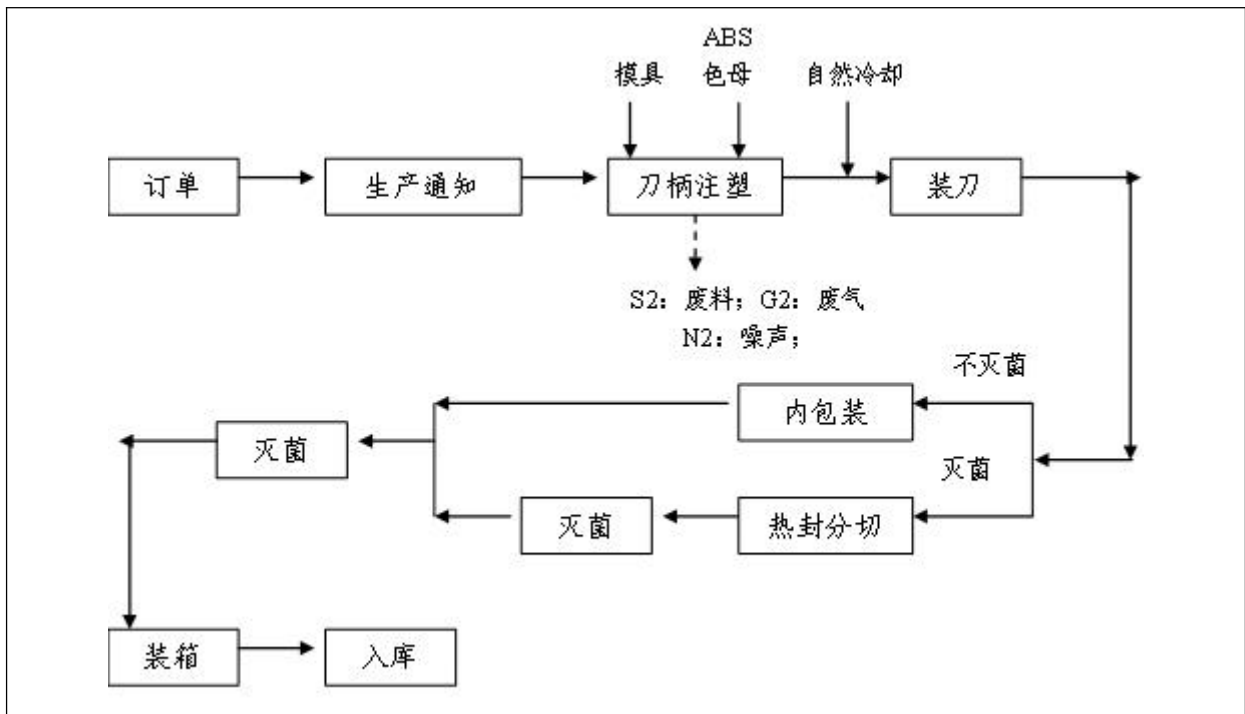 ABS
模具
色母
自然冷却
订单
生产通知
刀柄注塑
装刀
S2：废料；G2：废气
N2：噪声；
不灭菌
内包装
灭菌
灭菌
灭菌
热封分切
装箱
入库